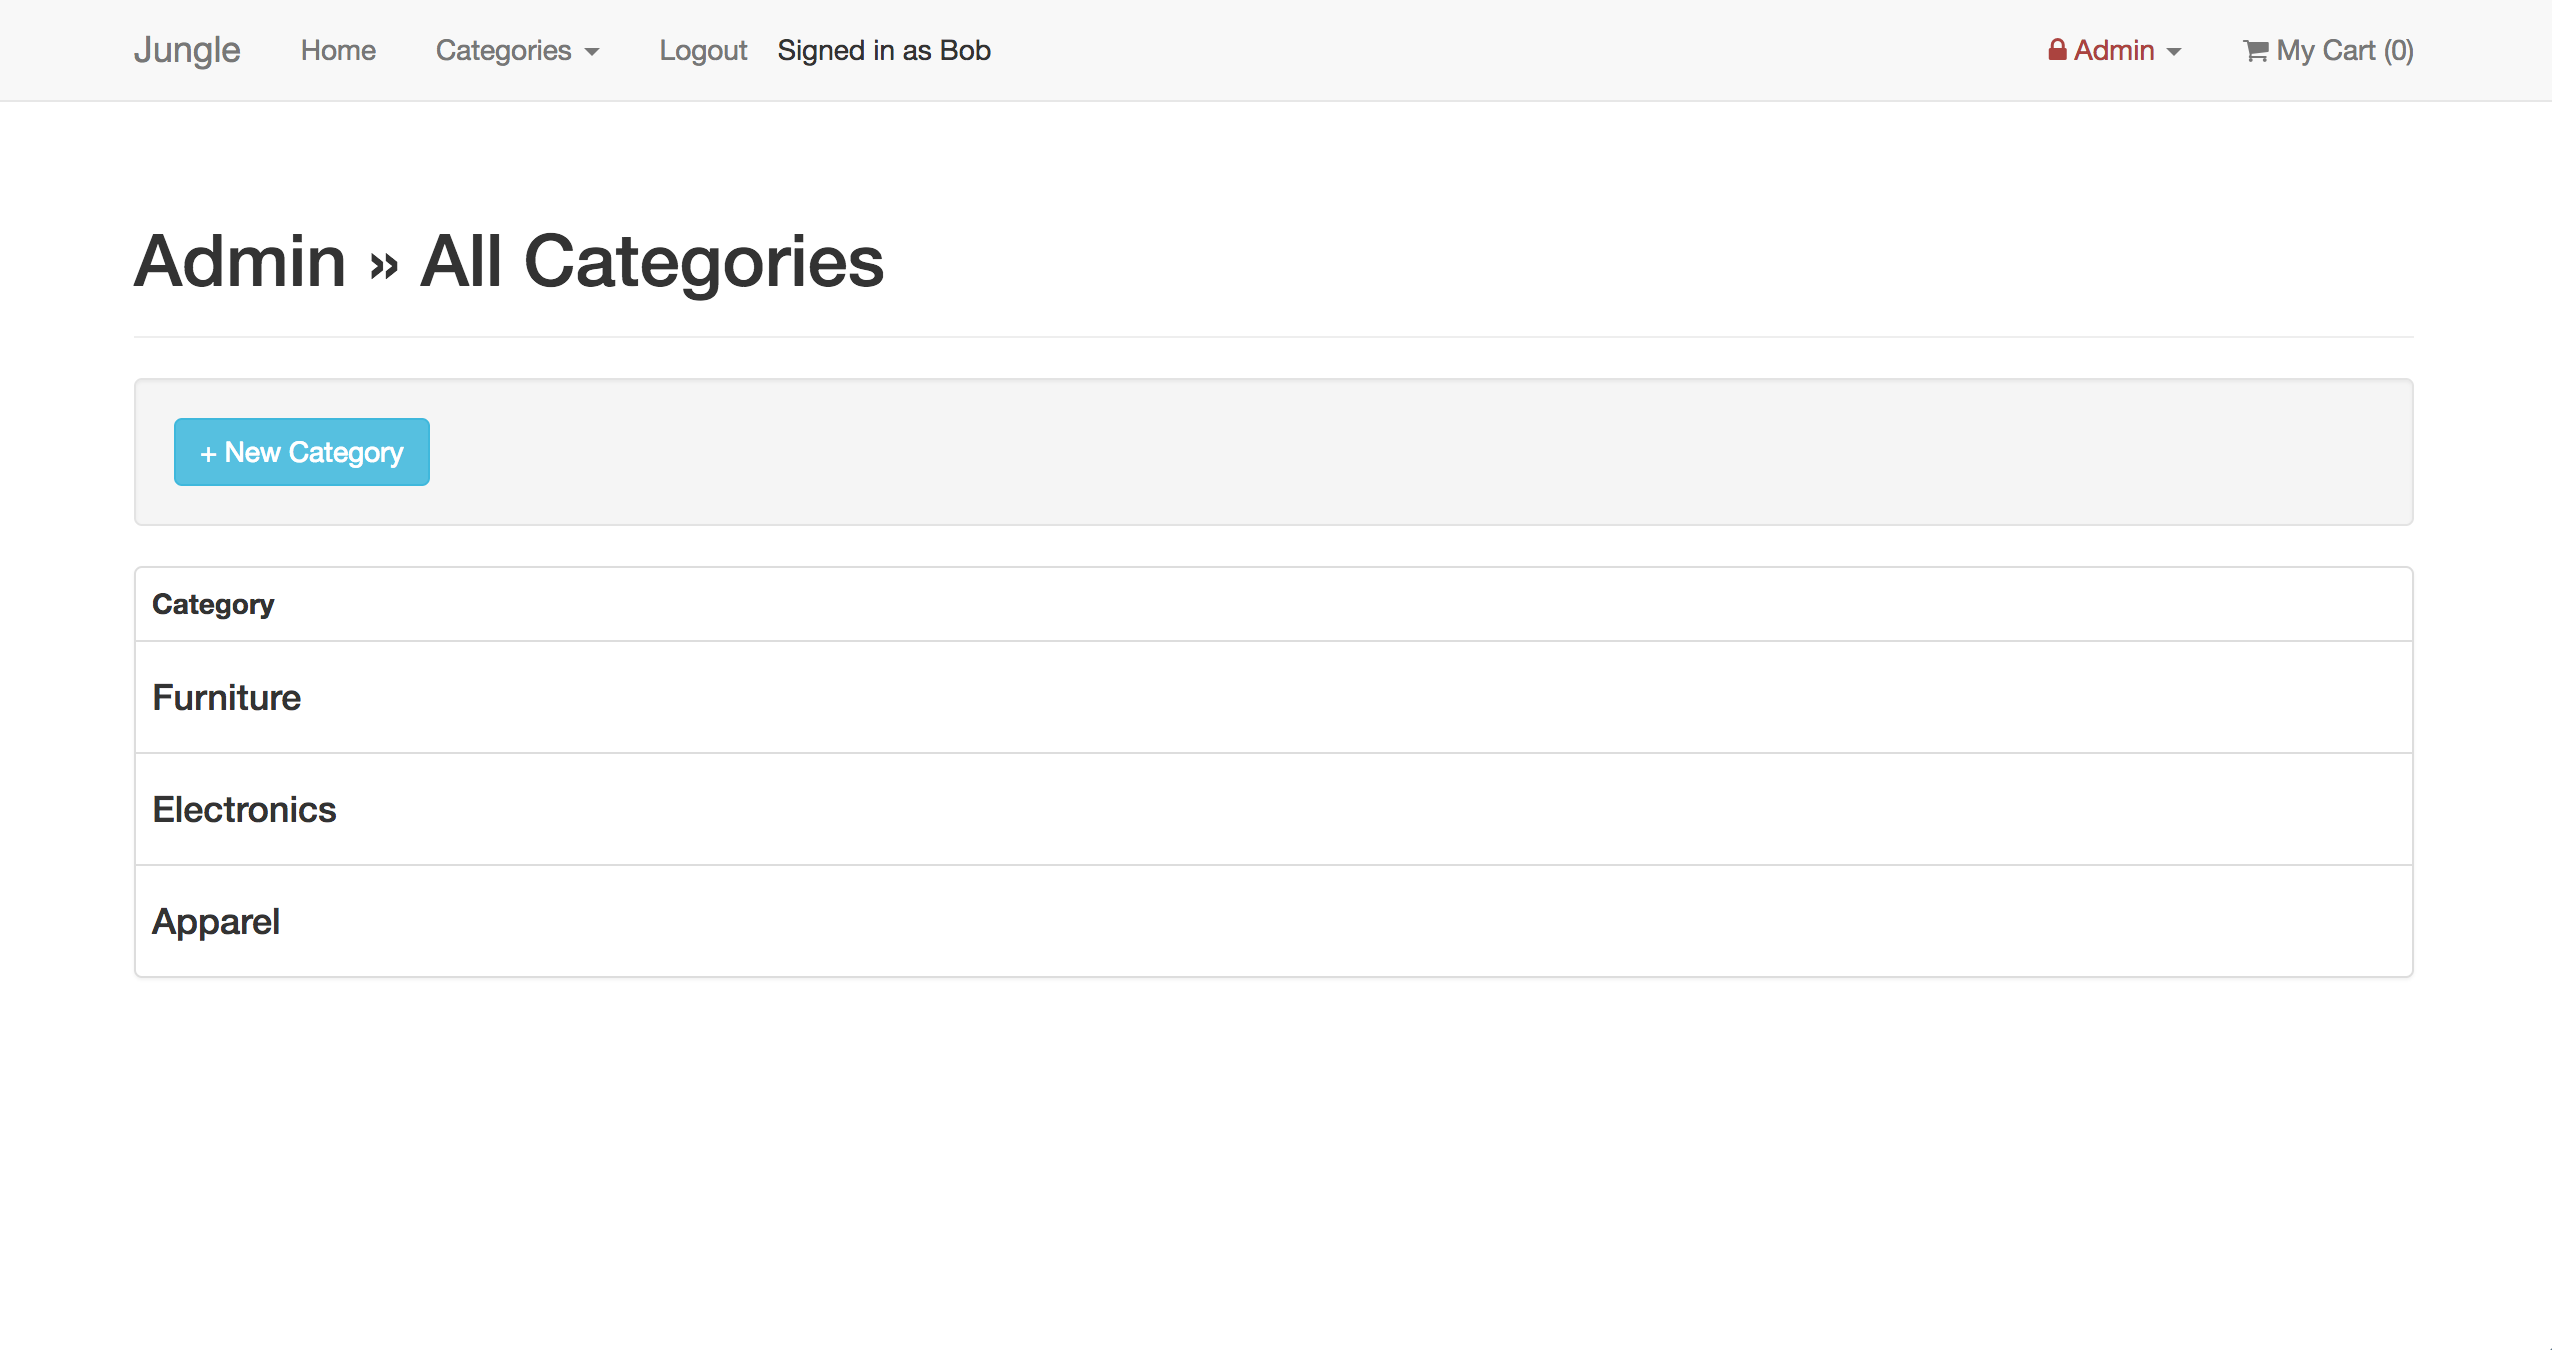 Jungle Home Categories Logout Signed in as Bob Admin My Cart (0)
Admin » All Categories
+ New Category
Category
Furniture
Electronics
Apparel